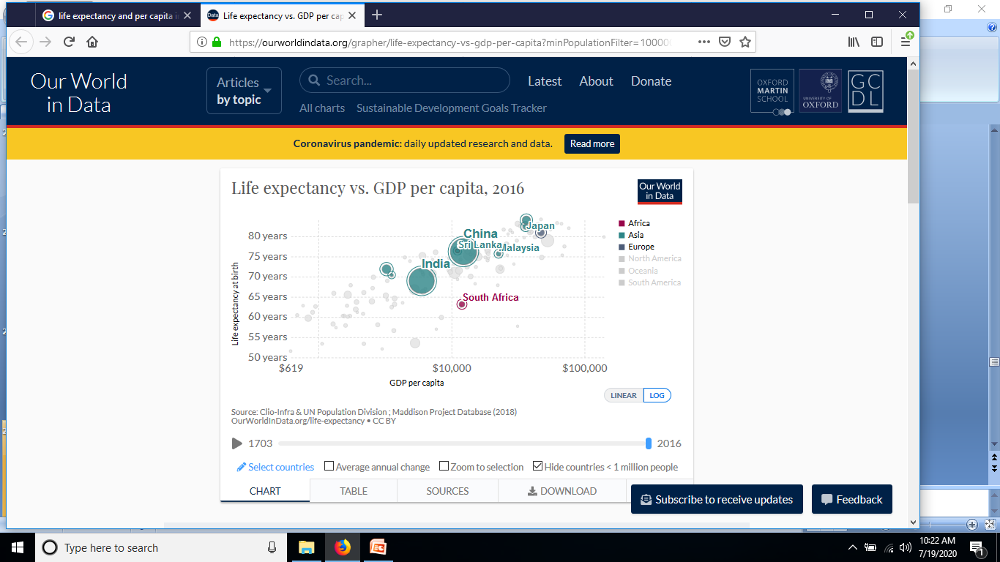 life expectancy and per capita i
Life expectancy vs. GDP per cap
https://ourworldindata.org/grapher/life-expectancy-vs-gdp-per-capita?minPopulationFilter=10000
Our World
in Data
Articles
by topic
Search...
Latest
About
Donate
All charts
Sustainable Development Goals Tracker
OXFORD
MARTIN
SCHOOL
UNIVERSITY OF
OXFORD
GC
DL
Coronavirus pandemic: daily updated research and data.
Read more
Life expectancy vs. GDP per capita, 2016
Our World
in Data
80 years
75 years
70 years
65 years
60 years
55 years
50 years
Life expectancy at birth
Japan
China
Sri Lanka
Malaysia
India
South Africa
$619
$10,000
$100,000
GDP per capita
Africa
Asia
Europe
North America
Oceania
South America
LINEAR
LOG
Source: Clio-Infra & UN Population Division ; Maddison Project Database (2018)
OurWorldInData.org/life-expectancy • CC BY
1703
2016
Select countries
Average annual change
Zoom to selection
Hide countries < 1 million people
CHART
TABLE
SOURCES
DOWNLOAD
Subscribe to receive updates
Feedback
Type here to search
10:22 AM
7/19/2020
1